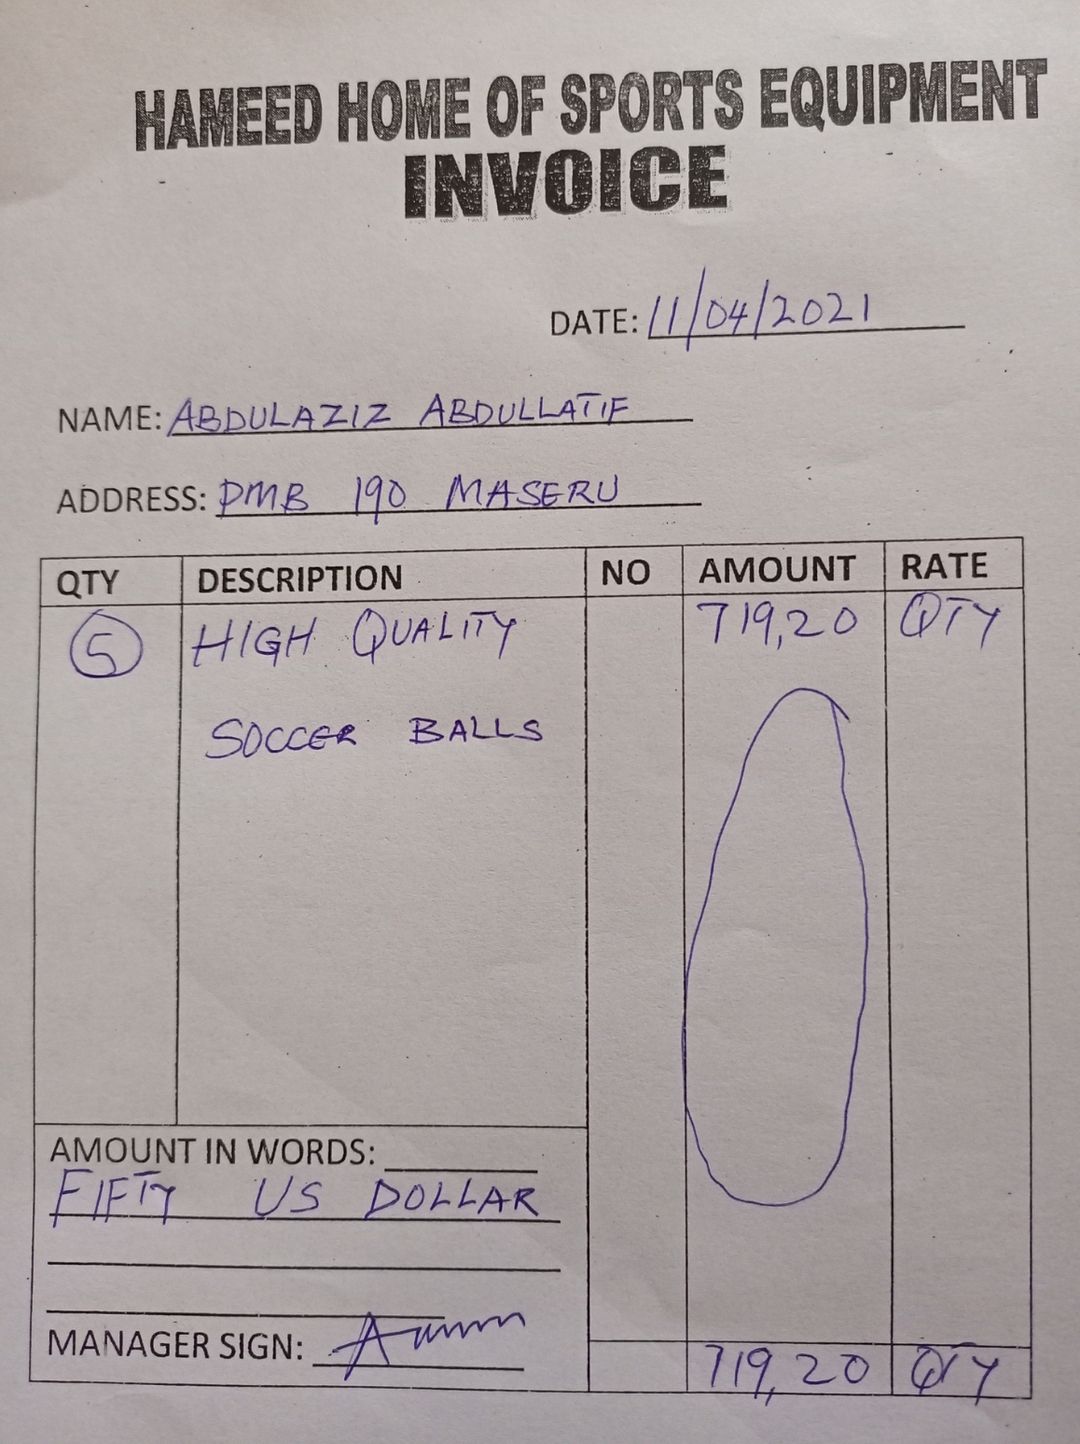 HAMEED HOME OF SPORTS EQUIPMENT
INVOICE
DATE: 11/04/2021
NAME: ABDULAZIZ ABDULLATIF
ADDRESS: PMB 190 MASERU
QTY DESCRIPTION NO AMOUNT RATE
5 HIGH QUALITY 719,20 QTY
SOCCER BALLS
AMOUNT IN WORDS:
FIFTY US DOLLAR
MANAGER SIGN:
719,20 QTY